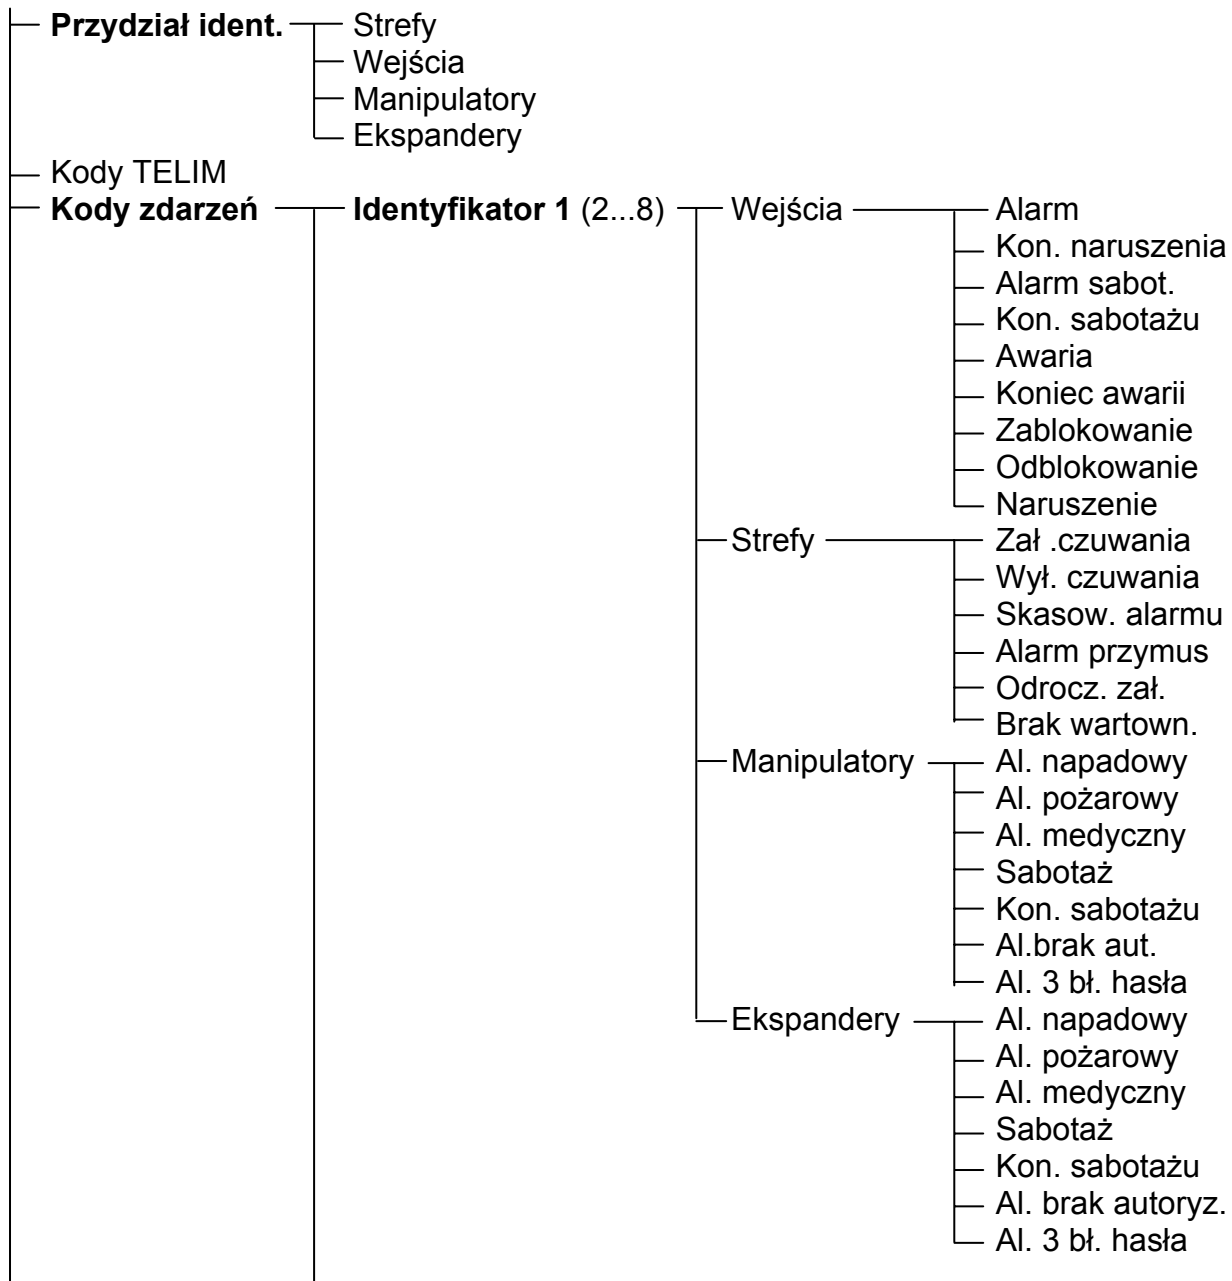 Przydział ident. Strefy
Wejścia
Manipulatory
Ekspandery
Kody TELIM
Kody zdarzeń Identyfikator 1 (2...8) Wejścia Alarm
Kon. naruszenia
Alarm sabot.
Kon. sabotażu
Awaria
Koniec awarii
Zablokowanie
Odblokowanie
Naruszenie
Strefy Zał .czuwania
Wył. czuwania
Skasow. alarmu
Alarm przymus
Odrocz. zał.
Brak wartown.
Manipulatory Al. napadowy
Al. pożarowy
Al. medyczny
Sabotaż
Kon. sabotażu
Al.brak aut.
Al. 3 bł. hasła
Ekspandery Al. napadowy
Al. pożarowy
Al. medyczny
Sabotaż
Kon. sabotażu
Al. brak autoryz.
Al. 3 bł. hasła